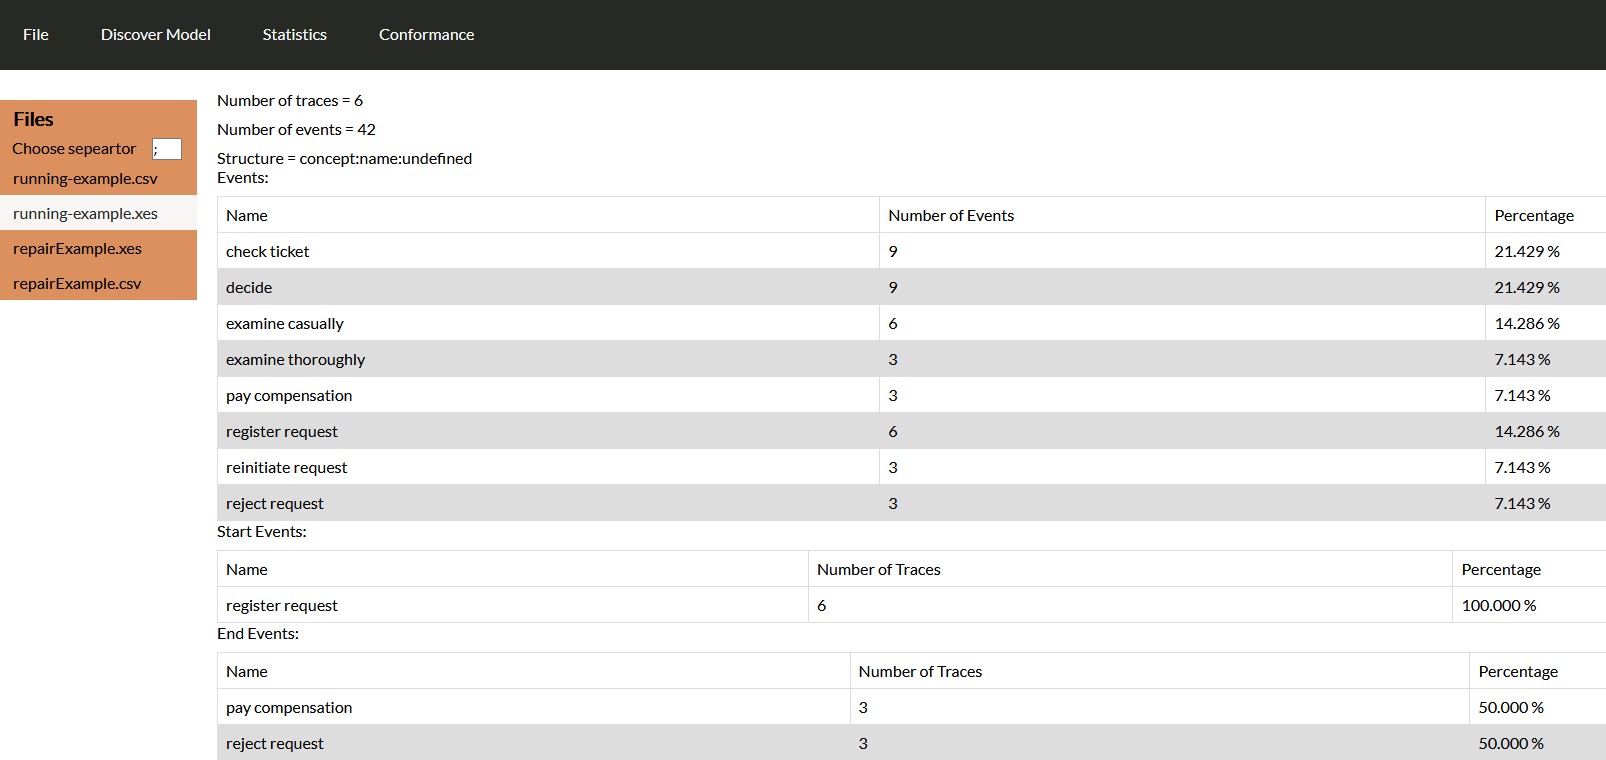 File Discover Model Statistics Conformance
Files
Choose sepeartor ;
running-example.csv
running-example.xes
repairExample.xes
repairExample.csv
Number of traces = 6
Number of events = 42
Structure = concept:name:undefined
Events:
Name Number of Events Percentage
check ticket 9 21.429 %
decide 9 21.429 %
examine casually 6 14.286 %
examine thoroughly 3 7.143 %
pay compensation 3 7.143 %
register request 6 14.286 %
reinitiate request 3 7.143 %
reject request 3 7.143 %
Start Events:
Name Number of Traces Percentage
register request 6 100.000 %
End Events:
Name Number of Traces Percentage
pay compensation 3 50.000 %
reject request 3 50.000 %